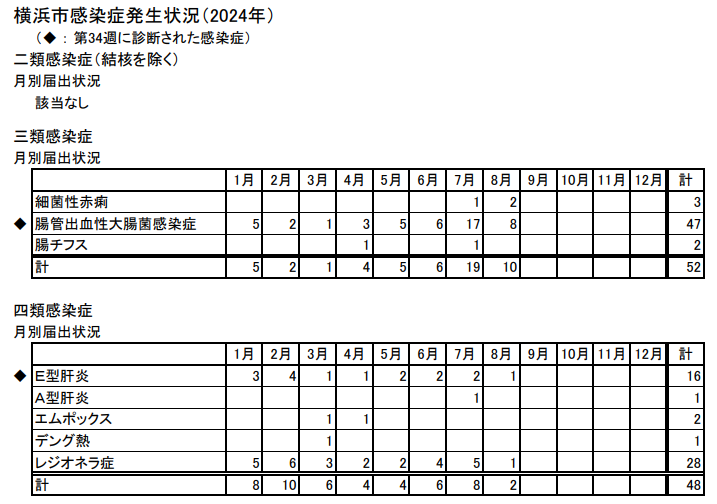 横浜市感染症発生状況(2024年)
(◆ : 第34週に診断された感染症)
二類感染症(結核を除く)
月別届出状況
該当なし
三類感染症
月別届出状況
1月 2月 3月 4月 5月 6月 7月 8月 9月 10月 11月 12月 計
細菌性赤痢 1 2 3
◆ 腸管出血性大腸菌感染症 5 2 1 3 5 6 17 8 47
腸チフス 1 1 2
計 5 2 1 4 5 6 19 10 52
四類感染症
月別届出状況
1月 2月 3月 4月 5月 6月 7月 8月 9月 10月 11月 12月 計
◆ E型肝炎 3 4 1 1 2 2 2 1 16
A型肝炎 1 1
エムポックス 1 1 2
デング熱 1 1
レジオネラ症 5 6 3 2 2 4 5 1 28
計 8 10 6 4 4 6 8 2 48